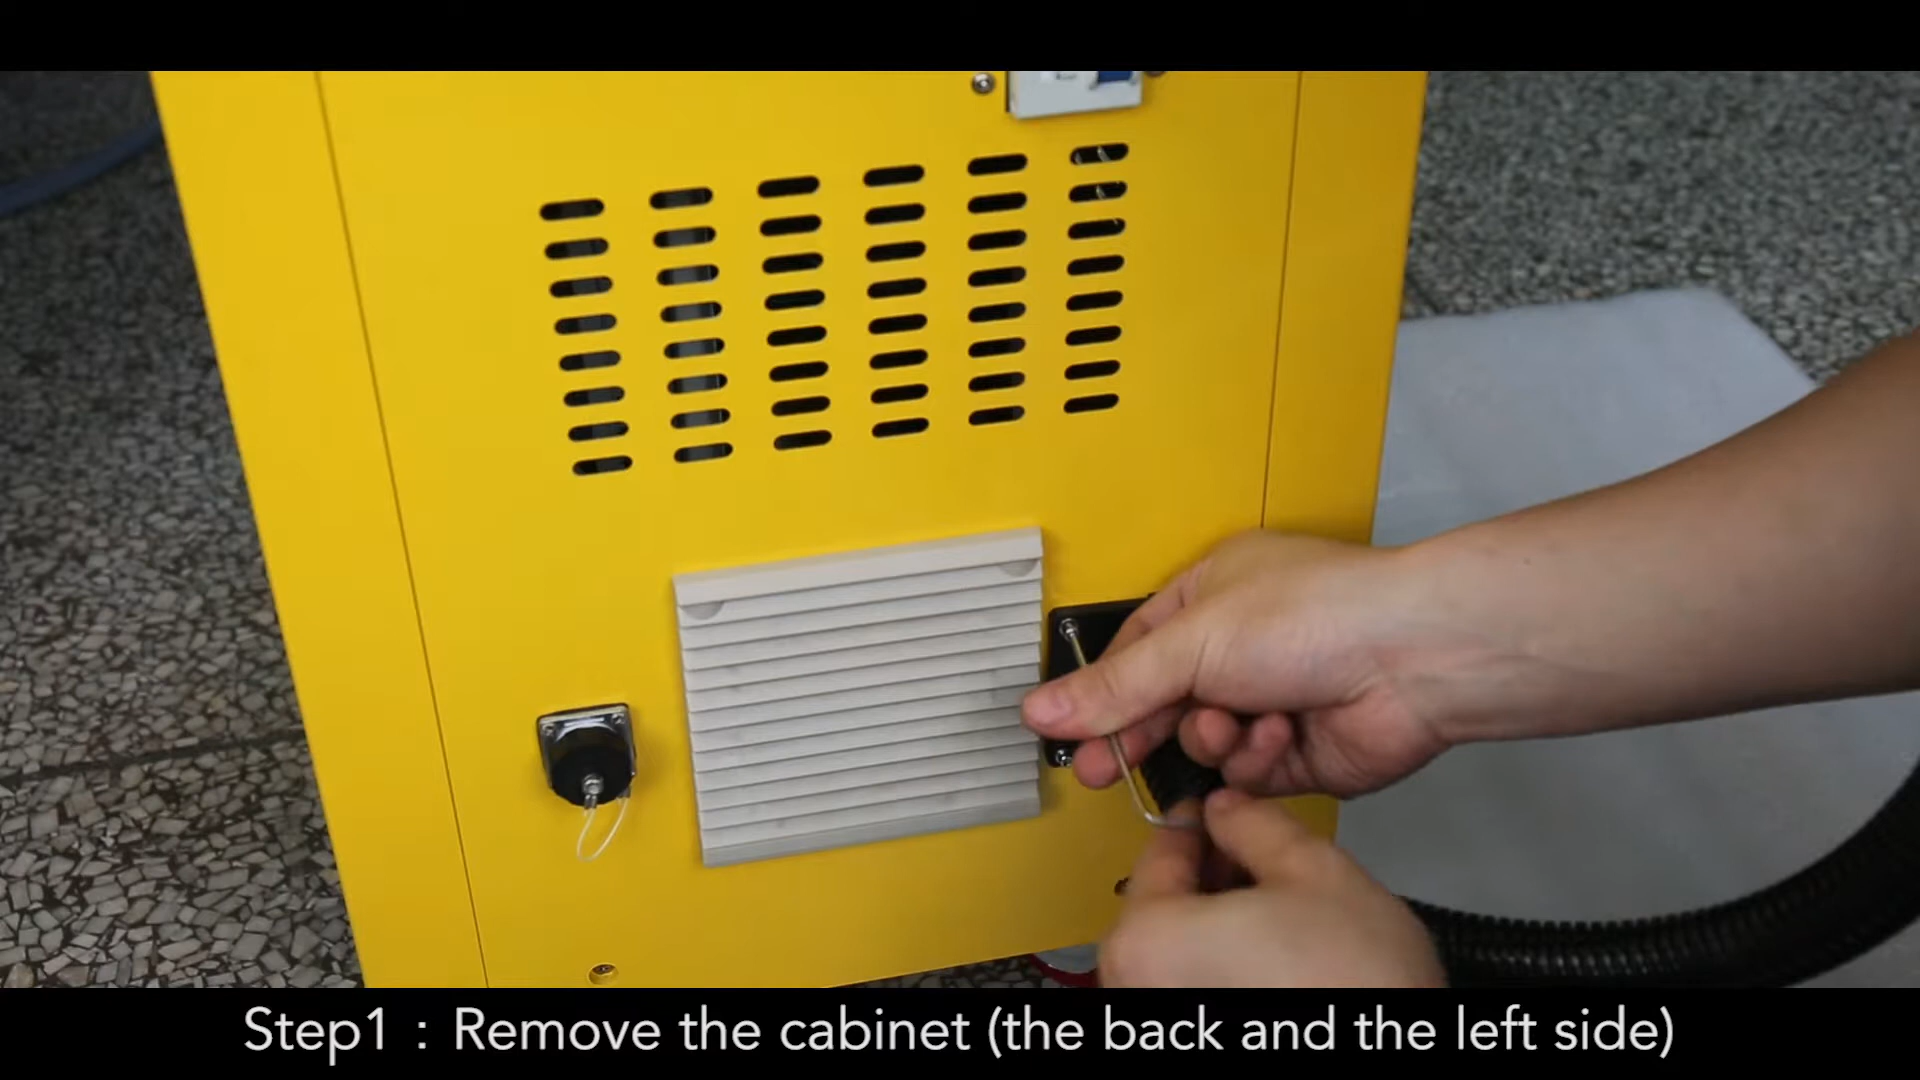 Step1 : Remove the cabinet (the back and the left side)